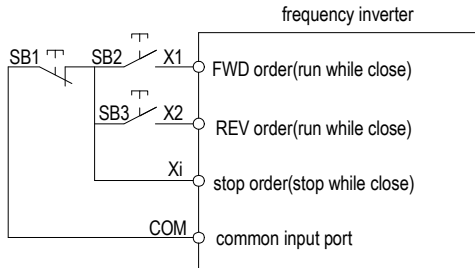 frequency inverter
SB1 SB2 X1 FWD order(run while close)
SB3 X2 REV order(run while close)
Xi stop order(stop while close)
COM common input port